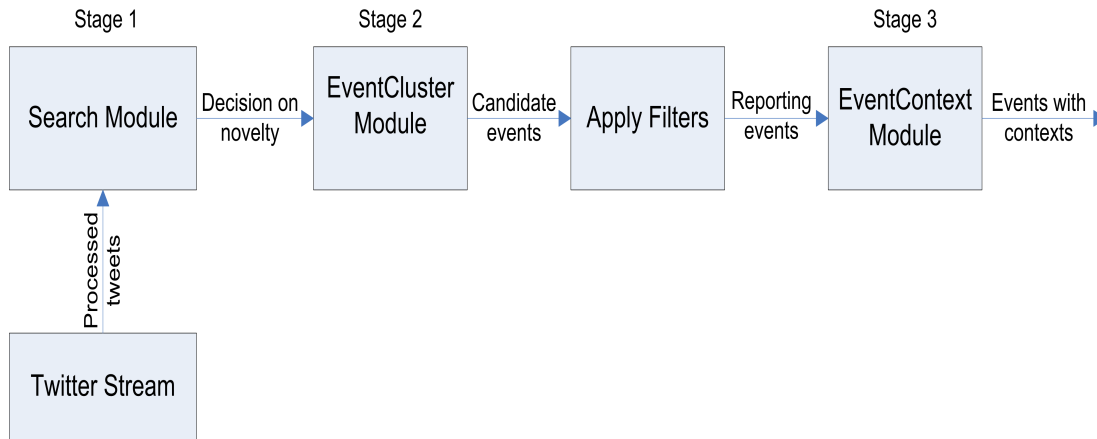 Stage 1
Stage 2
Stage 3
Search Module
Decision on
novelty
EventCluster
Module
Candidate
events
Apply Filters
Reporting
events
EventContext
Module
Events with
contexts
Processed
tweets
Twitter Stream